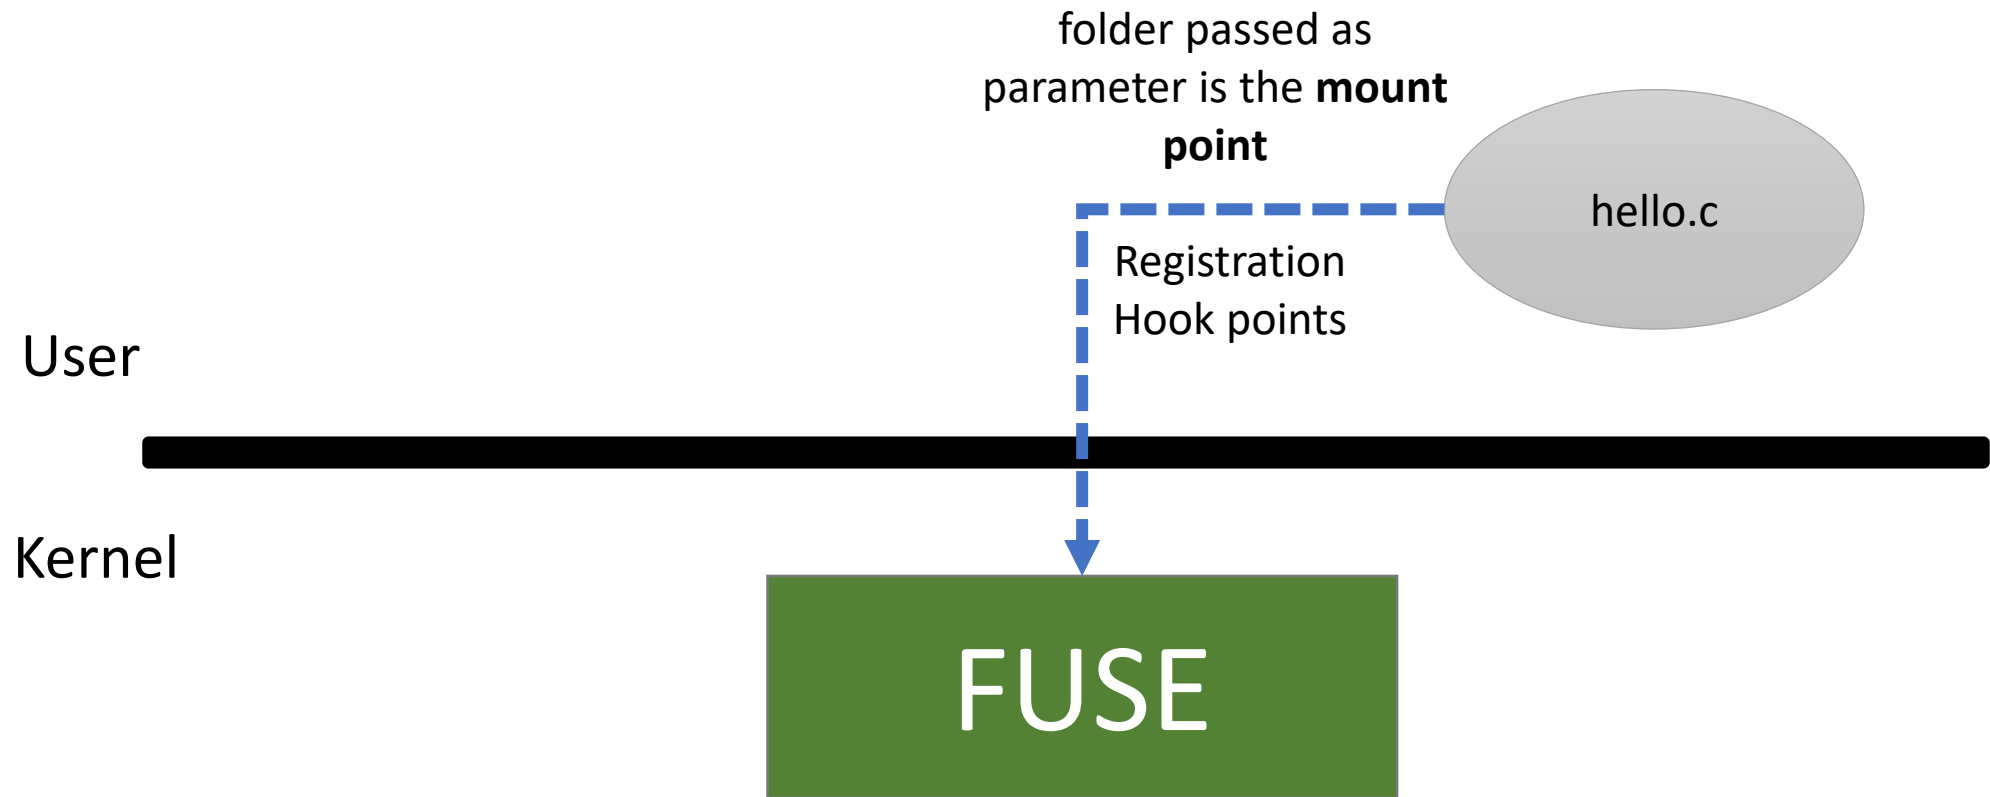 folder passed as
parameter is the mount
point
hello.c
Registration
Hook points
User
Kernel
FUSE